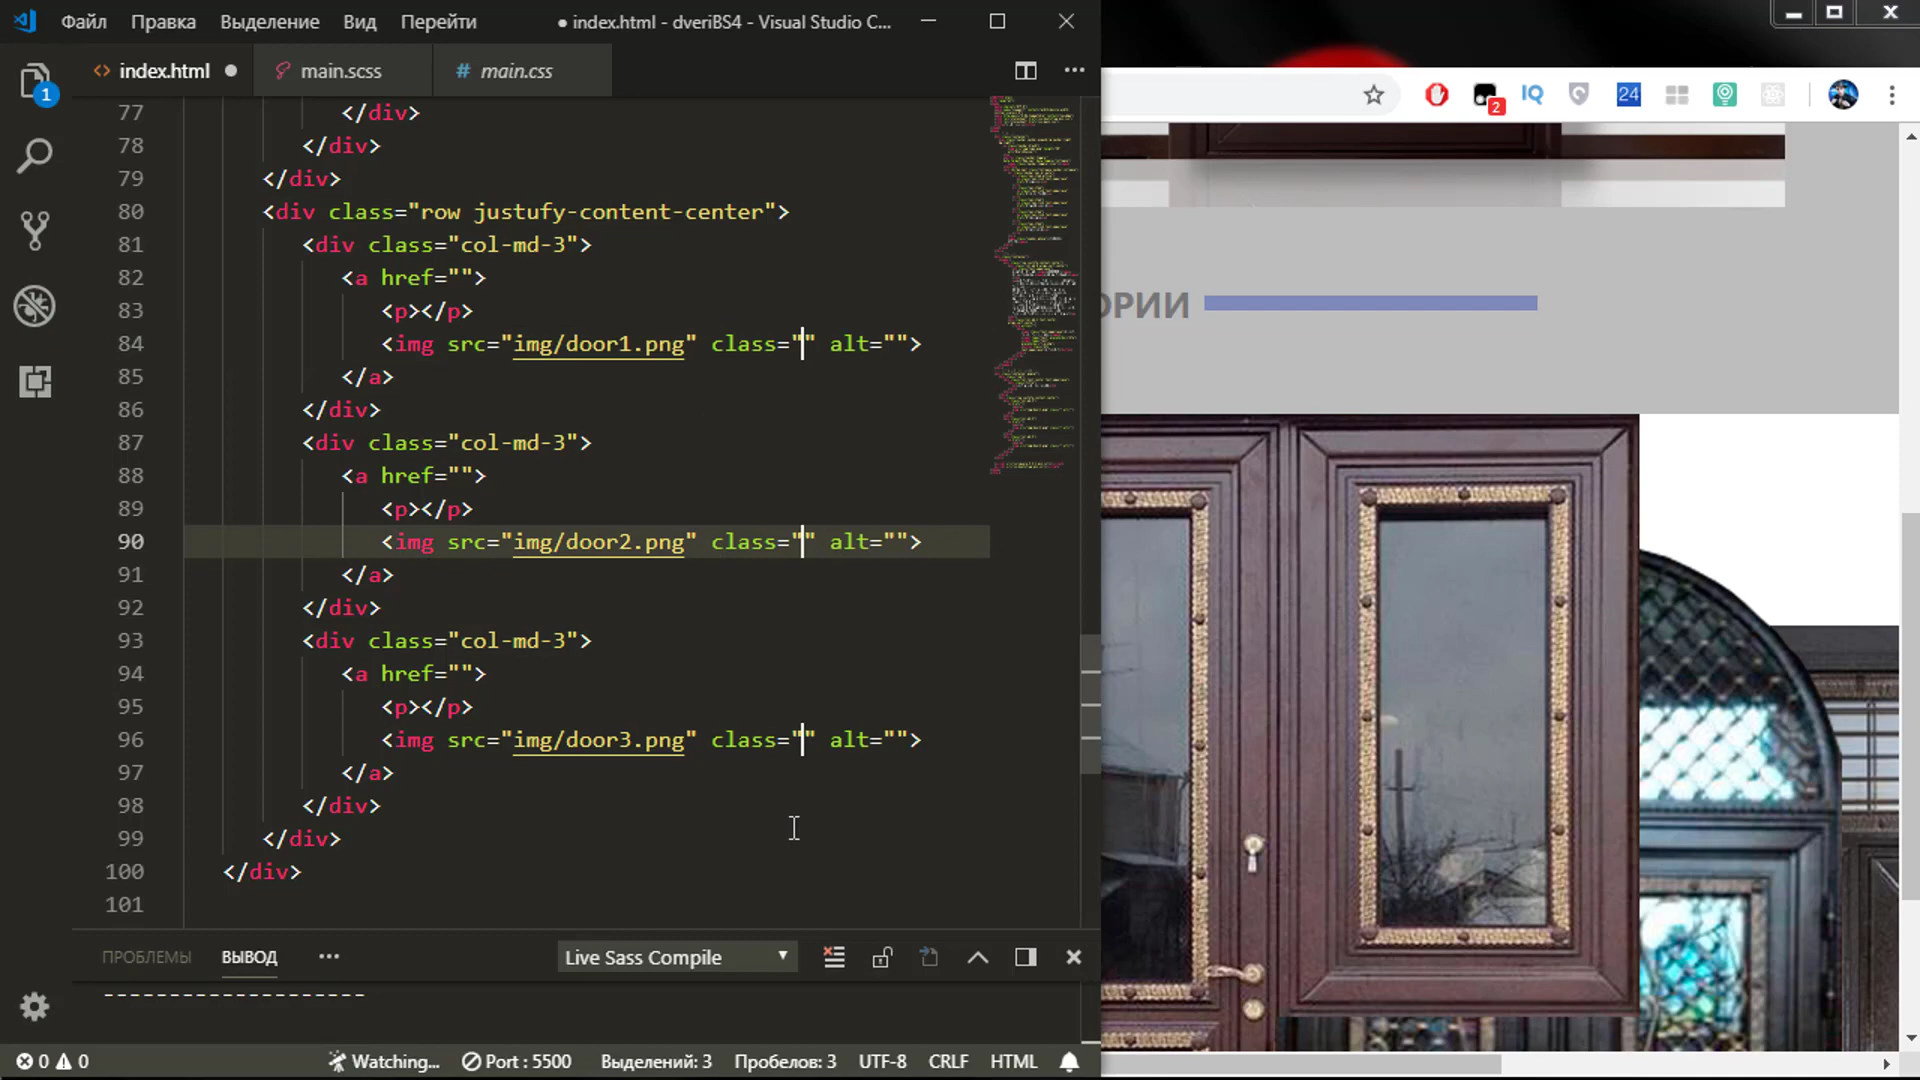 Файл Правка Выделение Вид Перейти ● index.html - dveriBS4 - Visual Studio C...
index.html main.scss # main.css
1
77 </div>
78 </div>
79 </div>
80 <div class="row justufy-content-center">
81 <div class="col-md-3">
82 <a href="">
83 <p></p>
84 <img src="img/door1.png" class="" alt="">
85 </a>
86 </div>
87 <div class="col-md-3">
88 <a href="">
89 <p></p>
90 <img src="img/door2.png" class="" alt="">
91 </a>
92 </div>
93 <div class="col-md-3">
94 <a href="">
95 <p></p>
96 <img src="img/door3.png" class="" alt="">
97 </a>
98 </div>
99 </div>
100 </div>
101
ПРОБЛЕМЫ ВЫВОД ... Live Sass Compile
--------------------
0 0 Watching... Port : 5500 Выделений: 3 Пробелов: 3 UTF-8 CRLF HTML
2 IQ 24
ОРИИ